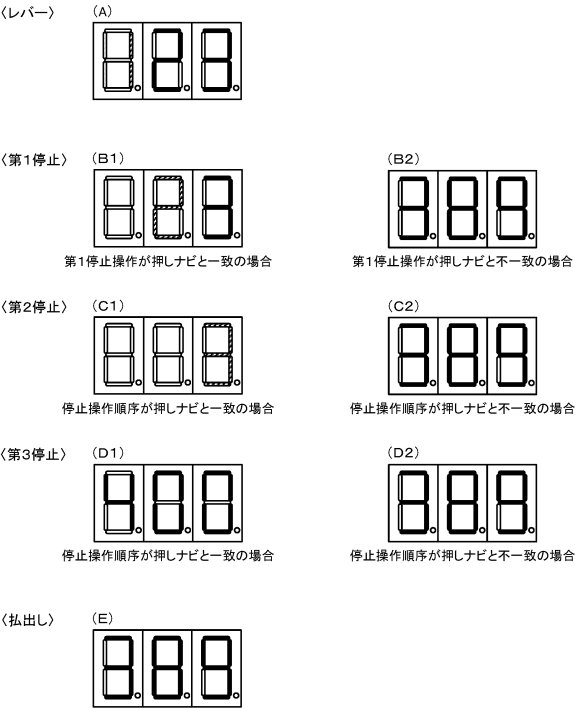 〈レバー〉 (A)
〈第1停止〉 (B1) (B2)
第1停止操作が押しナビと一致の場合 第1停止操作が押しナビと不一致の場合
〈第2停止〉 (C1) (C2)
停止操作順序が押しナビと一致の場合 停止操作順序が押しナビと不一致の場合
〈第3停止〉 (D1) (D2)
停止操作順序が押しナビと一致の場合 停止操作順序が押しナビと不一致の場合
〈払出し〉 (E)